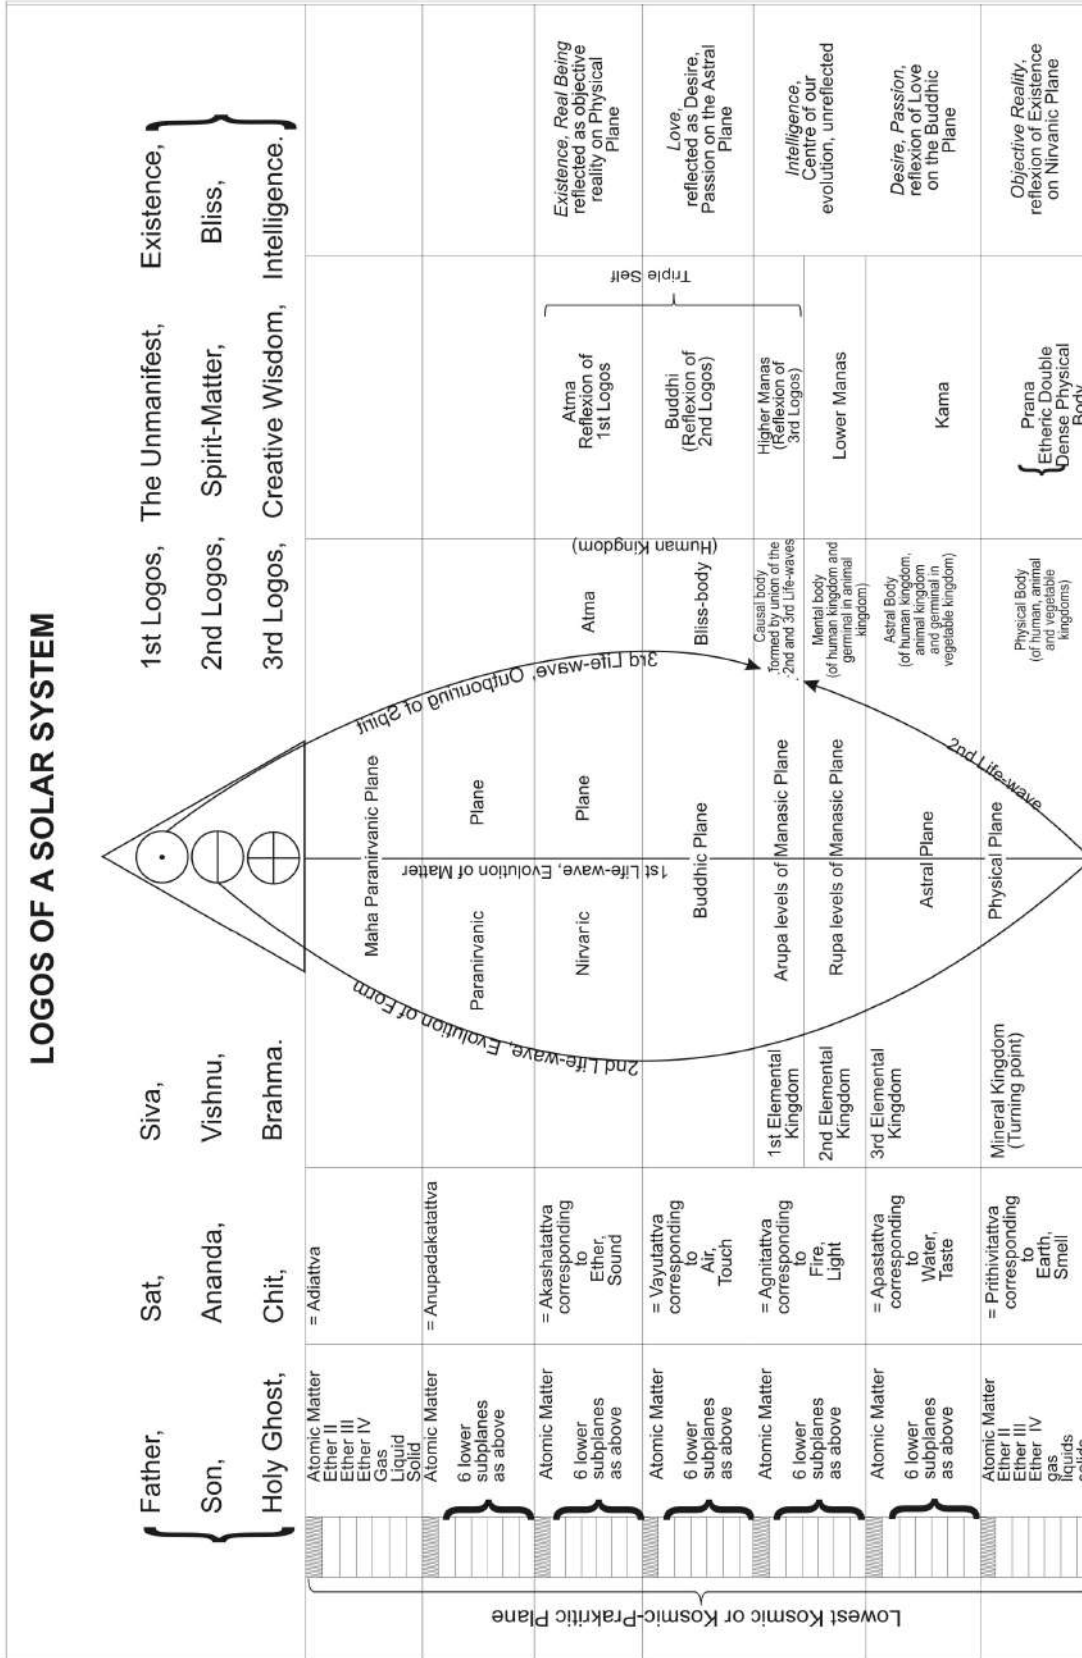 LOGOS OF A SOLAR SYSTEM
Father, Sat, Siva, 1st Logos, The Unmanifest, Existence,
Son, Ananda, Vishnu, 2nd Logos, Spirit-Matter, Bliss,
Holy Ghost, Chit, Brahma. 3rd Logos, Creative Wisdom, Intelligence.
Lowest Kosmic or Kosmic-Prakritic Plane
Atomic Matter
Ether II
Ether III
Ether IV
Gas
Liquid
Solid
= Adiattva
Maha Paranirvanic Plane
Atomic Matter
6 lower
subplanes
as above
= Anupadakatattva
Paranirvanic Plane
Atomic Matter
6 lower
subplanes
as above
= Akashatattva
corresponding
to
Ether,
Sound
Nirvanic Plane
Atma
Atma
Reflexion of
1st Logos
Existence, Real Being
reflected as objective
reality on Physical
Plane
Atomic Matter
6 lower
subplanes
as above
= Vayutattva
corresponding
to
Air,
Touch
Buddhic Plane
Bliss-body
(Human Kingdom)
Buddhi
(Reflexion of
2nd Logos)
Triple Self
Love,
reflected as Desire,
Passion on the Astral
Plane
Atomic Matter
6 lower
subplanes
as above
= Agnitattva
corresponding
to
Fire,
Light
1st Elemental
Kingdom
Arupa levels of Manasic Plane
Causal body
formed by union of the
2nd and 3rd Life-waves
Higher Manas
(Reflexion of
3rd Logos)
2nd Elemental
Kingdom
Rupa levels of Manasic Plane
Mental body
(of human kingdom and
germinal in animal
kingdom)
Lower Manas
Intelligence,
Centre of our
evolution, unreflected
Atomic Matter
6 lower
subplanes
as above
= Apastattva
corresponding
to
Water,
Taste
3rd Elemental
Kingdom
Astral Plane
Astral Body
(of human kingdom,
animal kingdom
and germinal in
vegetable kingdom)
Kama
Desire, Passion,
reflexion of Love
on the Buddhic
Plane
Atomic Matter
Ether II
Ether III
Ether IV
gas
liquids
= Prithivitattva
corresponding
to
Earth,
Smell
Mineral Kingdom
(Turning point)
Physical Plane
Physical Body
(of human, animal
and vegetable
kingdoms)
Prana
Etheric Double
Dense Physical
Body
Objective Reality,
reflexion of Existence
on Nirvanic Plane
2nd Life-wave, Evolution of Form
1st Life-wave, Evolution of Matter
3rd Life-wave, Outpouring of Spirit
2nd Life-wave